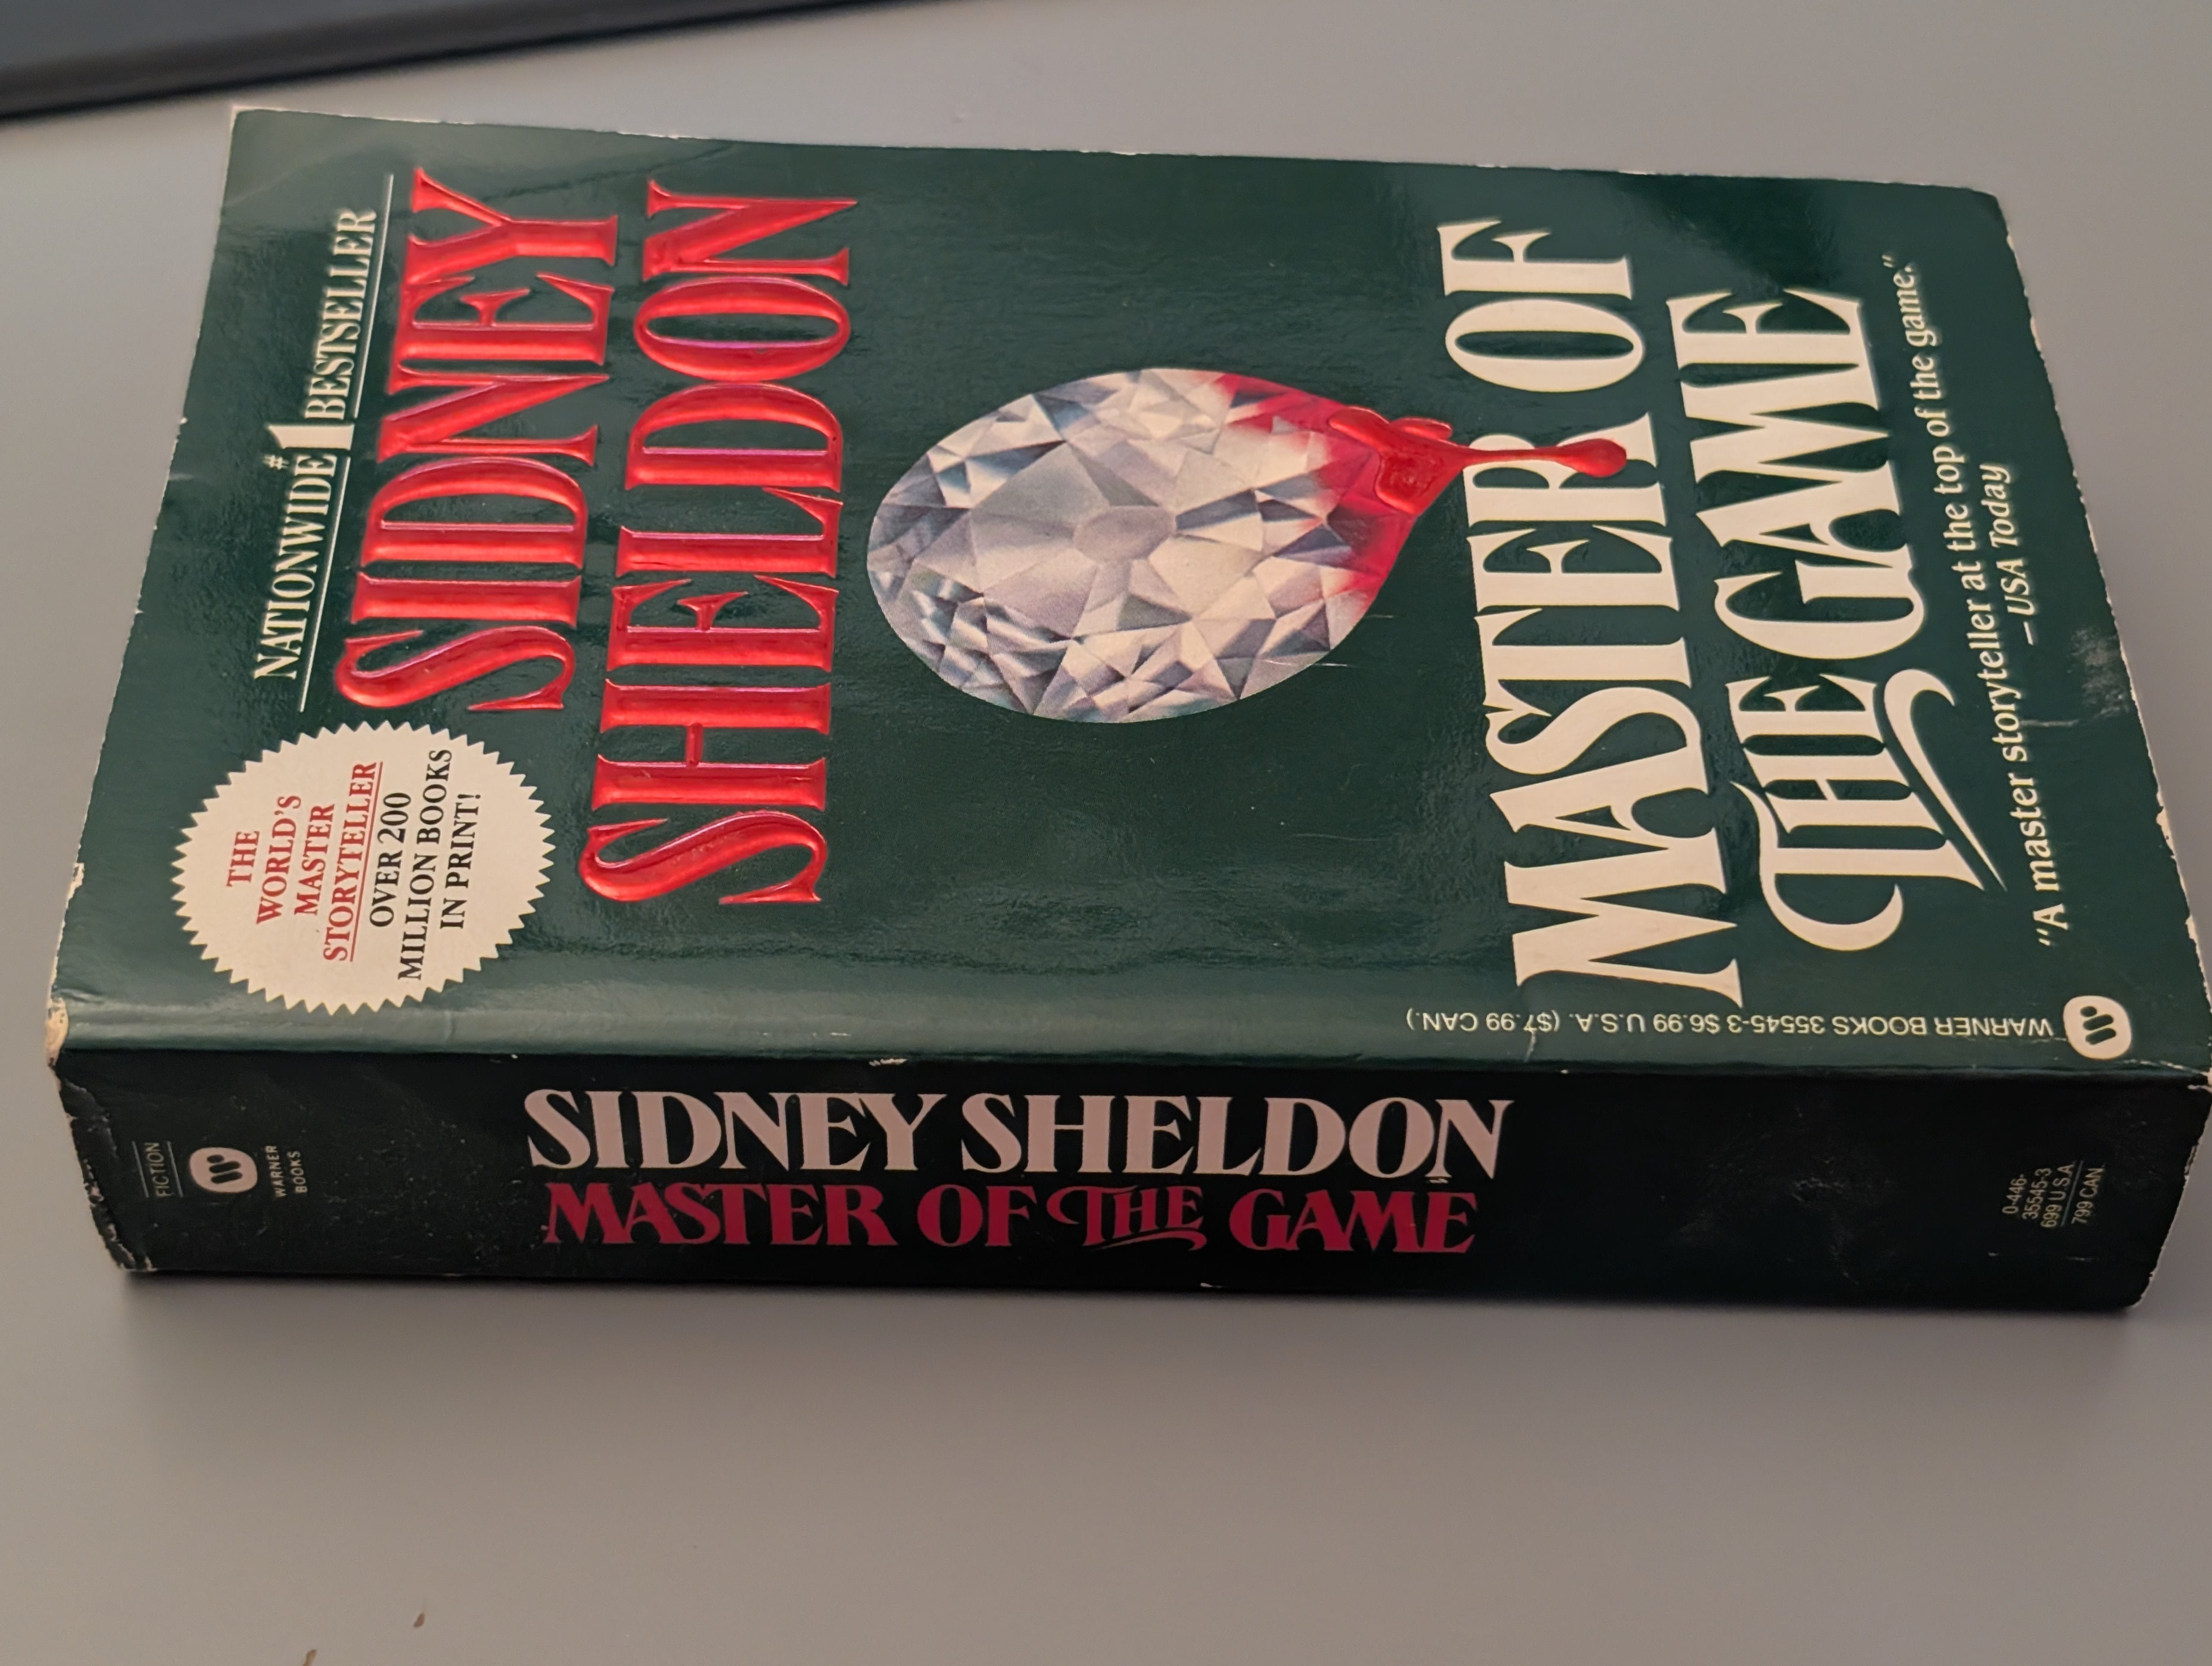 NATIONWIDE #1 BESTSELLER
THE
WORLD'S
MASTER
STORYTELLER
OVER 200
MILLION BOOKS
IN PRINT!
SIDNEY
SHELDON
MASTER OF
THE GAME
"A master storyteller at the top of the game."
–USA Today
WARNER BOOKS 35545-3 $6.99 U.S.A. ($7.99 CAN.)
FICTION
WARNER
BOOKS
SIDNEY SHELDON
MASTER OF THE GAME
0-446-
35545-3
699 U.S.A.
799 CAN.